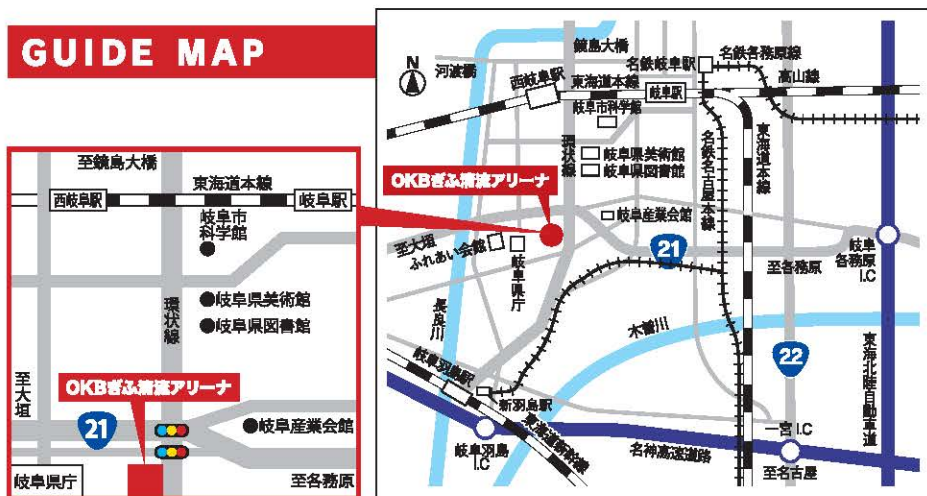 GUIDE MAP
至鏡島大橋
東海道本線
西岐阜駅
岐阜駅
岐阜市
科学館
岐阜県美術館
岐阜県図書館
環状線
至大垣
OKBぎふ清流アリーナ
21
岐阜産業会館
岐阜県庁
至各務原
N
鏡島大橋
河渡橋
西岐阜駅
東海道本線
岐阜市科学館
岐阜駅
名鉄岐阜駅
名鉄各務原線
高山線
環状線
岐阜県美術館
岐阜県図書館
名鉄名古屋本線
東海道本線
OKBぎふ清流アリーナ
岐阜産業会館
至大垣
ふれあい会館
岐阜県庁
21
至各務原
岐阜
各務原
I.C
長良川
木曽川
22
岐阜羽島駅
新羽島駅
東海道新幹線
岐阜羽島
I.C
名神高速道路
一宮 I.C
至名古屋
東海北陸自動車道